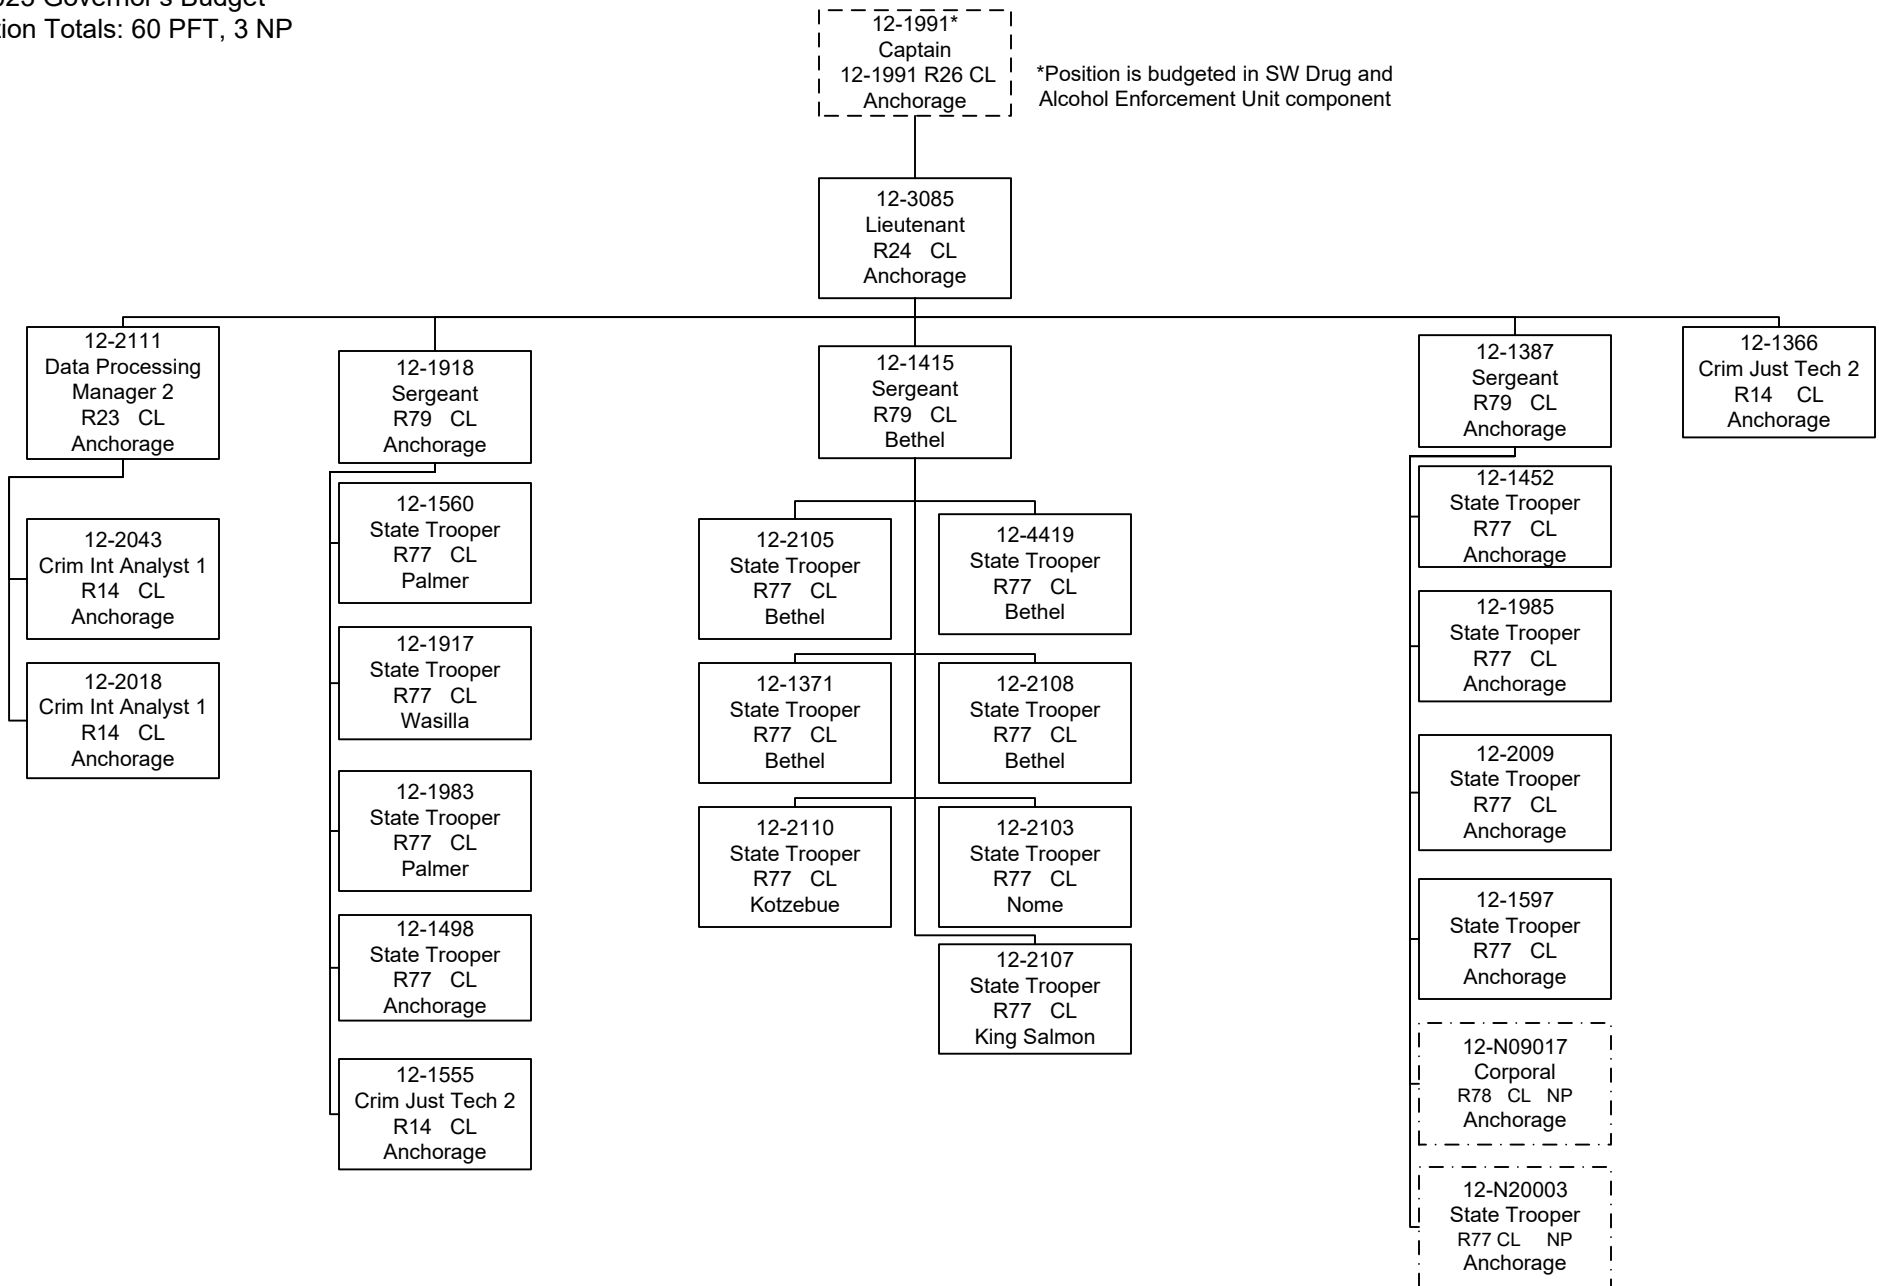 Governor's Budget
Totals: 60 PFT, 3 NP
12-1991*
Captain
12-1991 R26 CL
Anchorage
*Position is budgeted in SW Drug and
Alcohol Enforcement Unit component
12-3085
Lieutenant
R24 CL
Anchorage
12-2111
Data Processing
Manager 2
R23 CL
Anchorage
12-2043
Crim Int Analyst 1
R14 CL
Anchorage
12-2018
Crim Int Analyst 1
R14 CL
Anchorage
12-1918
Sergeant
R79 CL
Anchorage
12-1560
State Trooper
R77 CL
Palmer
12-1917
State Trooper
R77 CL
Wasilla
12-1983
State Trooper
R77 CL
Palmer
12-1498
State Trooper
R77 CL
Anchorage
12-1555
Crim Just Tech 2
R14 CL
Anchorage
12-1415
Sergeant
R79 CL
Bethel
12-2105
State Trooper
R77 CL
Bethel
12-4419
State Trooper
R77 CL
Bethel
12-1371
State Trooper
R77 CL
Bethel
12-2108
State Trooper
R77 CL
Bethel
12-2110
State Trooper
R77 CL
Kotzebue
12-2103
State Trooper
R77 CL
Nome
12-2107
State Trooper
R77 CL
King Salmon
12-1387
Sergeant
R79 CL
Anchorage
12-1452
State Trooper
R77 CL
Anchorage
12-1985
State Trooper
R77 CL
Anchorage
12-2009
State Trooper
R77 CL
Anchorage
12-1597
State Trooper
R77 CL
Anchorage
12-N09017
Corporal
R78 CL NP
Anchorage
12-N20003
State Trooper
R77 CL NP
Anchorage
12-1366
Crim Just Tech 2
R14 CL
Anchorage